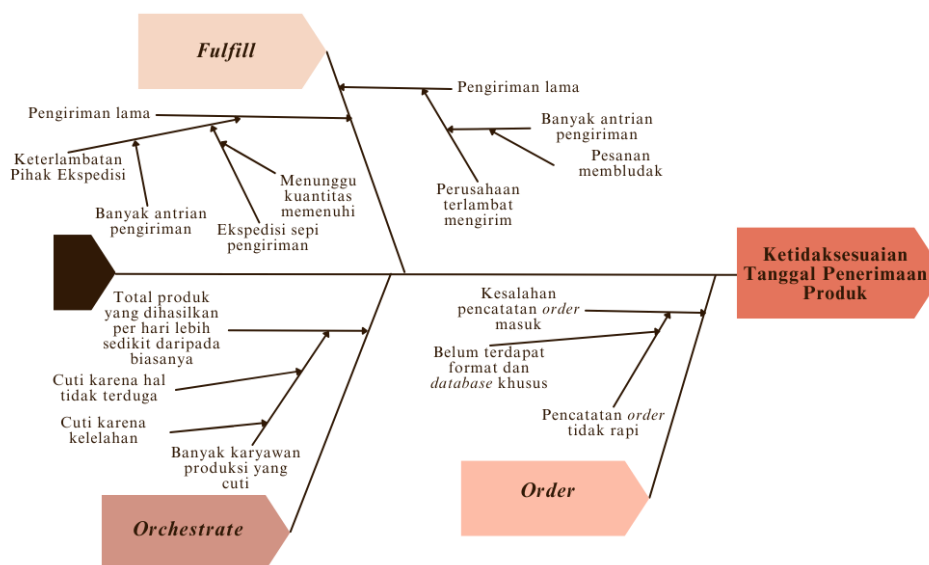 Fulfill
Pengiriman lama
Pengiriman lama
Banyak antrian
pengiriman
Pesanan
membludak
Keterlambatan
Pihak Ekspedisi
Menunggu
kuantitas
memenuhi
Perusahaan
terlambat
mengirim
Banyak antrian
pengiriman
Ekspedisi sepi
pengiriman
Ketidaksesuaian
Tanggal Penerimaan
Produk
Total produk
yang dihasilkan
per hari lebih
sedikit daripada
biasanya
Kesalahan
pencatatan order
masuk
Belum terdapat
format dan
database khusus
Cuti karena hal
tidak terduga
Cuti karena
kelelahan
Pencatatan order
tidak rapi
Banyak karyawan
produksi yang
cuti
Order
Orchestrate